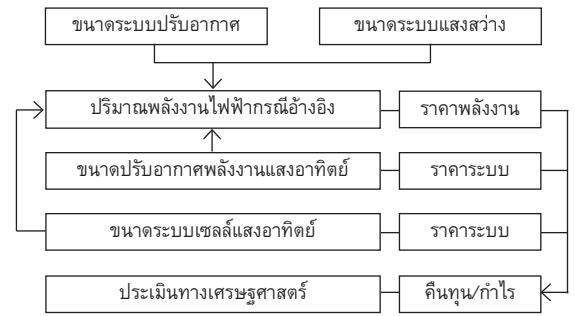 ขนาดระบบปรับอากาศ
ขนาดระบบแสงสว่าง
ปริมาณพลังงานไฟฟ้ากรณีอ้างอิง
ราคาพลังงาน
ขนาดปรับอากาศพลังงานแสงอาทิตย์
ราคาระบบ
ขนาดระบบเซลล์แสงอาทิตย์
ราคาระบบ
ประเมินทางเศรษฐศาสตร์
คืนทุน/กำไร